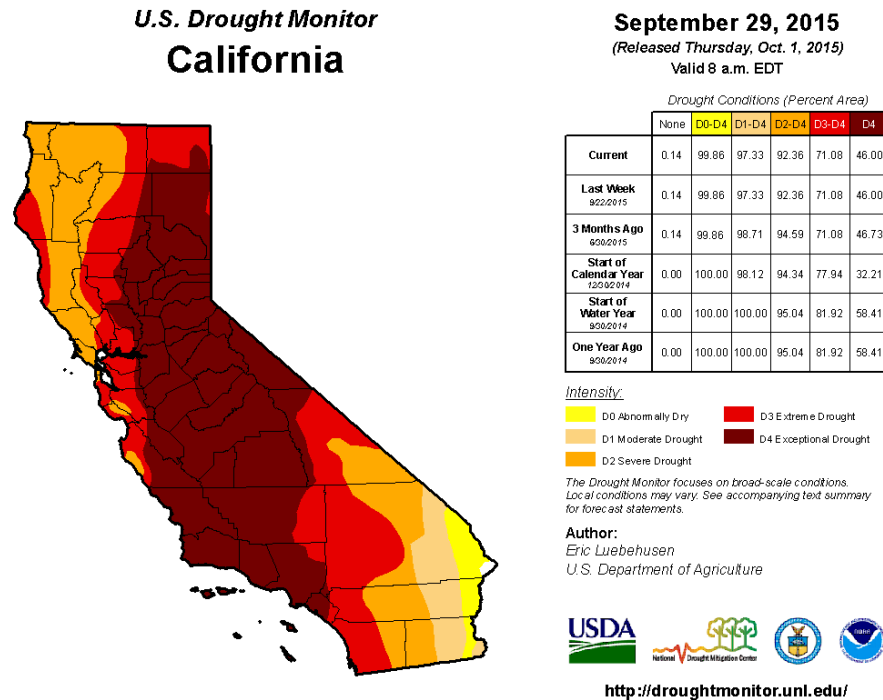 U.S. Drought Monitor
California
September 29, 2015
(Released Thursday, Oct. 1, 2015)
Valid 8 a.m. EDT
Drought Conditions (Percent Area)
None D0-D4 D1-D4 D2-D4 D3-D4 D4
Current 0.14 99.86 97.33 92.36 71.08 46.00
Last Week
9/22/2015 0.14 99.86 97.33 92.36 71.08 46.00
3 Months Ago
6/30/2015 0.14 99.86 98.71 94.59 71.08 46.73
Start of
Calendar Year
12/30/2014 0.00 100.00 98.12 94.34 77.94 32.21
Start of
Water Year
9/30/2014 0.00 100.00 100.00 95.04 81.92 58.41
One Year Ago
9/30/2014 0.00 100.00 100.00 95.04 81.92 58.41
Intensity:
D0 Abnormally Dry D3 Extreme Drought
D1 Moderate Drought D4 Exceptional Drought
D2 Severe Drought
The Drought Monitor focuses on broad-scale conditions.
Local conditions may vary. See accompanying text summary
for forecast statements.
Author:
Eric Luebehusen
U.S. Department of Agriculture
USDA
National Drought Mitigation Center
NOAA
http://droughtmonitor.unl.edu/